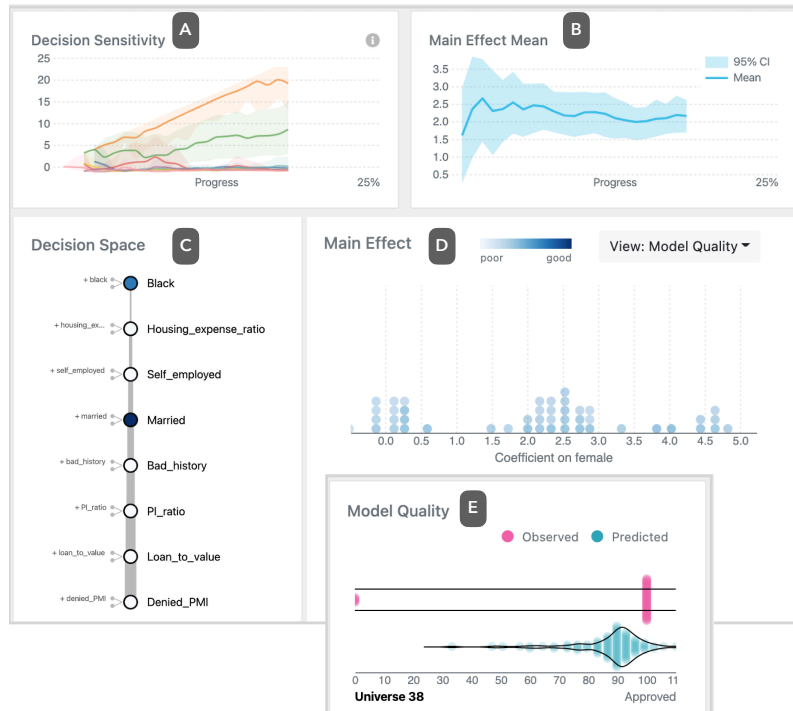 Decision Sensitivity
A
25
20
15
10
5
0
Progress
25%
Main Effect Mean
B
95% CI
Mean
3.5
3.0
2.5
2.0
1.5
1.0
0.5
Progress
25%
Decision Space
C
+ black
Black
+ housing_ex...
Housing_expense_ratio
+ self_employed
Self_employed
+ married
Married
+ bad_history
Bad_history
+ PI_ratio
PI_ratio
+ loan_to_value
Loan_to_value
+ denied_PMI
Denied_PMI
Main Effect
D
poor
good
View: Model Quality
0.0 0.5 1.0 1.5 2.0 2.5 3.0 3.5 4.0 4.5 5.0
Coefficient on female
Model Quality
E
Observed
Predicted
0 10 20 30 40 50 60 70 80 90 100 11
Universe 38
Approved